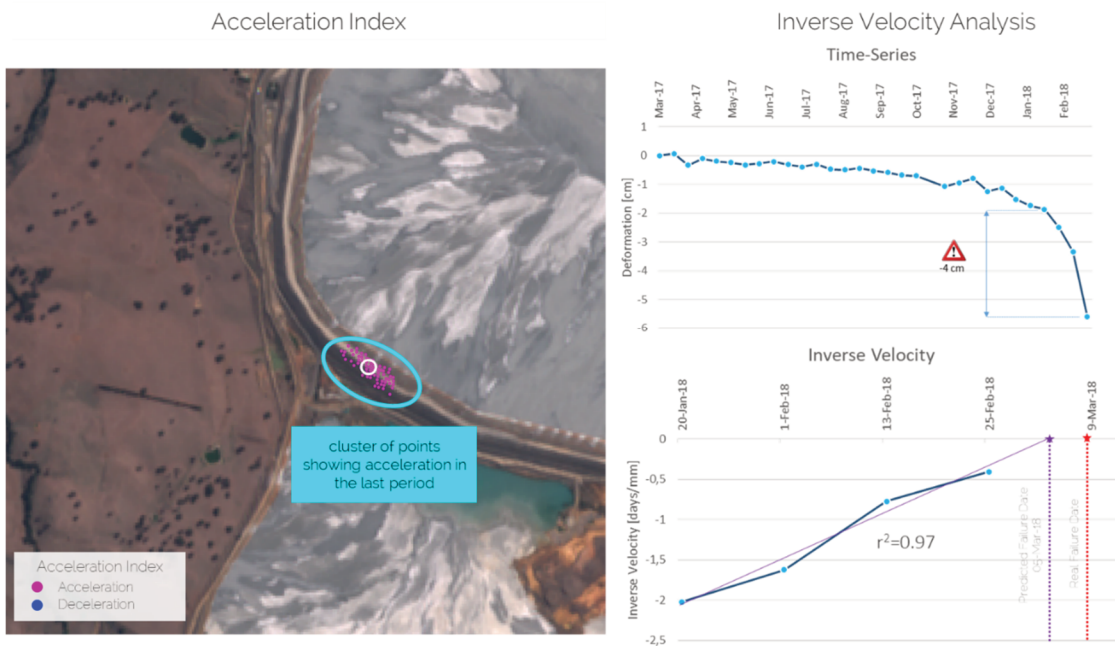 Acceleration Index
cluster of points
showing acceleration in
the last period
Acceleration Index
Acceleration
Deceleration
Inverse Velocity Analysis
Time-Series
Mar-17
Apr-17
May-17
Jun-17
Jul-17
Aug-17
Sep-17
Oct-17
Nov-17
Dec-17
Jan-18
Feb-18
Deformation [cm]
1
0
-1
-2
-3
-4
-5
-6
!
-4 cm
Inverse Velocity
20-Jan-18
1-Feb-18
13-Feb-18
25-Feb-18
9-Mar-18
Inverse Velocity [days/mm]
0
-0,5
-1
-1,5
-2
-2,5
r²=0.97
Predicted Failure Date
05-Mar-18
Real Failure Date